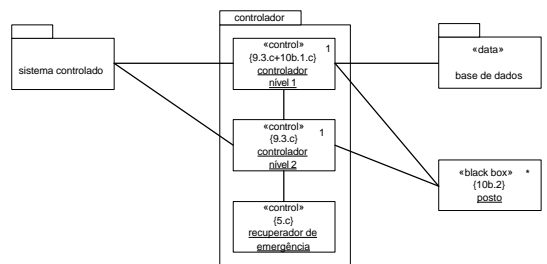 controlador
sistema controlado
«control» 1
{9.3.c+10b.1.c}
controlador
nível 1
«control» 1
{9.3.c}
controlador
nível 2
«control»
{5.c}
recuperador de
emergência
«data»
base de dados
«black box» *
{10b.2}
posto